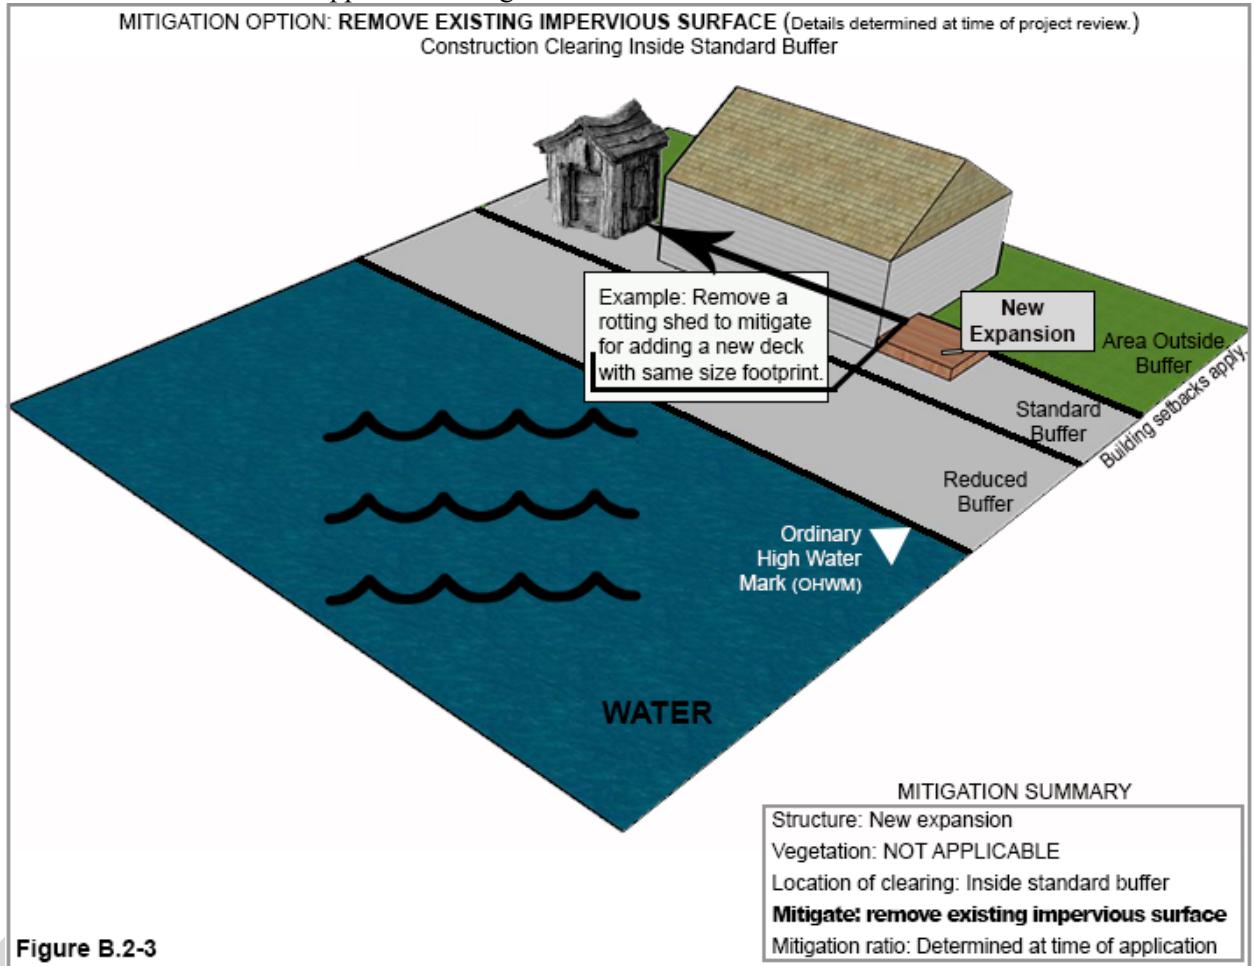 MITIGATION OPTION: REMOVE EXISTING IMPERVIOUS SURFACE (Details determined at time of project review.)
Construction Clearing Inside Standard Buffer
Example: Remove a
rotting shed to mitigate
for adding a new deck
with same size footprint.
New
Expansion
Area Outside
Buffer
Building setbacks apply.
Standard
Buffer
Reduced
Buffer
Ordinary
High Water
Mark (OHWM)
WATER
MITIGATION SUMMARY
Structure: New expansion
Vegetation: NOT APPLICABLE
Location of clearing: Inside standard buffer
Mitigate: remove existing impervious surface
Mitigation ratio: Determined at time of application
Figure B.2-3